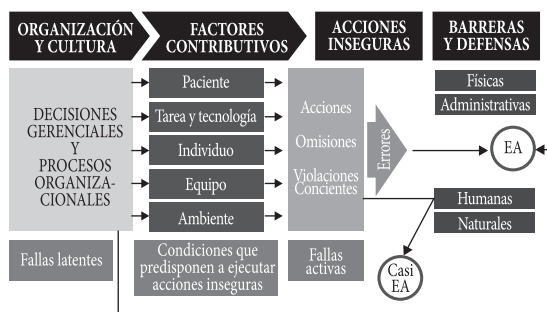 ORGANIZACIÓN
Y CULTURA
FACTORES
CONTRIBUTIVOS
ACCIONES
INSEGURAS
BARRERAS
Y DEFENSAS
DECISIONES
GERENCIALES
Y
PROCESOS
ORGANIZA-
CIONALES
Paciente
Tarea y tecnología
Individuo
Equipo
Ambiente
Acciones
Omisiones
Violaciones
Concientes
Errores
Físicas
Administrativas
EA
Humanas
Naturales
Casi
EA
Fallas latentes
Condiciones que
predisponen a ejecutar
acciones inseguras
Fallas
activas